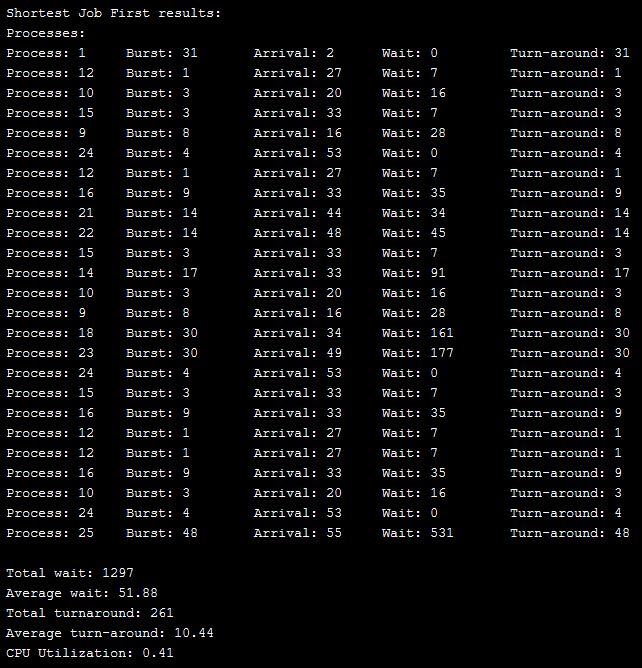 Shortest Job First results:
Processes:
Process: 1 Burst: 31 Arrival: 2 Wait: 0 Turn-around: 31
Process: 12 Burst: 1 Arrival: 27 Wait: 7 Turn-around: 1
Process: 10 Burst: 3 Arrival: 20 Wait: 16 Turn-around: 3
Process: 15 Burst: 3 Arrival: 33 Wait: 7 Turn-around: 3
Process: 9 Burst: 8 Arrival: 16 Wait: 28 Turn-around: 8
Process: 24 Burst: 4 Arrival: 53 Wait: 0 Turn-around: 4
Process: 12 Burst: 1 Arrival: 27 Wait: 7 Turn-around: 1
Process: 16 Burst: 9 Arrival: 33 Wait: 35 Turn-around: 9
Process: 21 Burst: 14 Arrival: 44 Wait: 34 Turn-around: 14
Process: 22 Burst: 14 Arrival: 48 Wait: 45 Turn-around: 14
Process: 15 Burst: 3 Arrival: 33 Wait: 7 Turn-around: 3
Process: 14 Burst: 17 Arrival: 33 Wait: 91 Turn-around: 17
Process: 10 Burst: 3 Arrival: 20 Wait: 16 Turn-around: 3
Process: 9 Burst: 8 Arrival: 16 Wait: 28 Turn-around: 8
Process: 18 Burst: 30 Arrival: 34 Wait: 161 Turn-around: 30
Process: 23 Burst: 30 Arrival: 49 Wait: 177 Turn-around: 30
Process: 24 Burst: 4 Arrival: 53 Wait: 0 Turn-around: 4
Process: 15 Burst: 3 Arrival: 33 Wait: 7 Turn-around: 3
Process: 16 Burst: 9 Arrival: 33 Wait: 35 Turn-around: 9
Process: 12 Burst: 1 Arrival: 27 Wait: 7 Turn-around: 1
Process: 12 Burst: 1 Arrival: 27 Wait: 7 Turn-around: 1
Process: 16 Burst: 9 Arrival: 33 Wait: 35 Turn-around: 9
Process: 10 Burst: 3 Arrival: 20 Wait: 16 Turn-around: 3
Process: 24 Burst: 4 Arrival: 53 Wait: 0 Turn-around: 4
Process: 25 Burst: 48 Arrival: 55 Wait: 531 Turn-around: 48
Total wait: 1297
Average wait: 51.88
Total turnaround: 261
Average turn-around: 10.44
CPU Utilization: 0.41